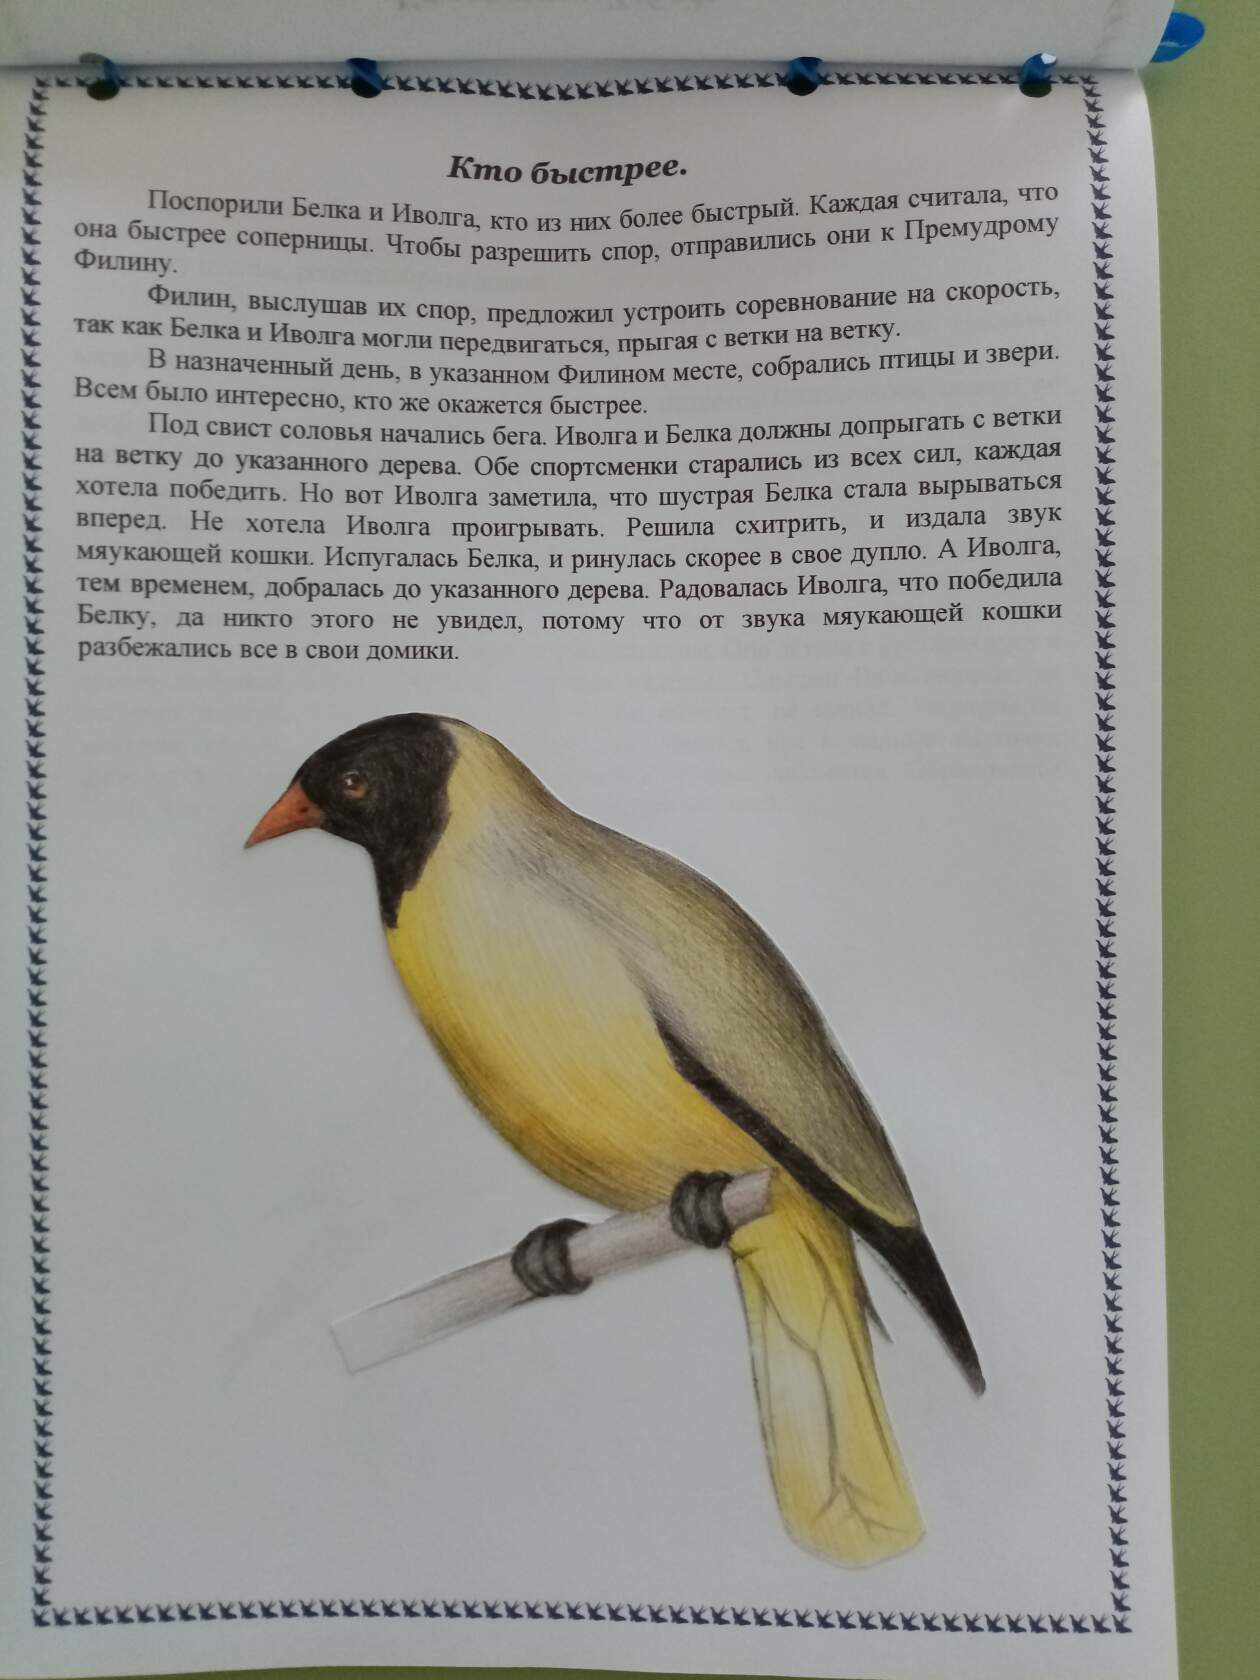 Кто быстрее.
Поспорили Белка и Иволга, кто из них более быстрый. Каждая считала, что
она быстрее соперницы. Чтобы разрешить спор, отправились они к Премудрому
Филину.
Филин, выслушав их спор, предложил устроить соревнование на скорость,
так как Белка и Иволга могли передвигаться, прыгая с ветки на ветку.
В назначенный день, в указанном Филином месте, собрались птицы и звери.
Всем было интересно, кто же окажется быстрее.
Под свист соловья начались бега. Иволга и Белка должны допрыгать с ветки
на ветку до указанного дерева. Обе спортсменки старались из всех сил, каждая
хотела победить. Но вот Иволга заметила, что шустрая Белка стала вырываться
вперед. Не хотела Иволга проигрывать. Решила схитрить, и издала звук
мяукающей кошки. Испугалась Белка, и ринулась скорее в свое дупло. А Иволга,
тем временем, добралась до указанного дерева. Радовалась Иволга, что победила
Белку, да никто этого не увидел, потому что от звука мяукающей кошки
разбежались все в свои домики.